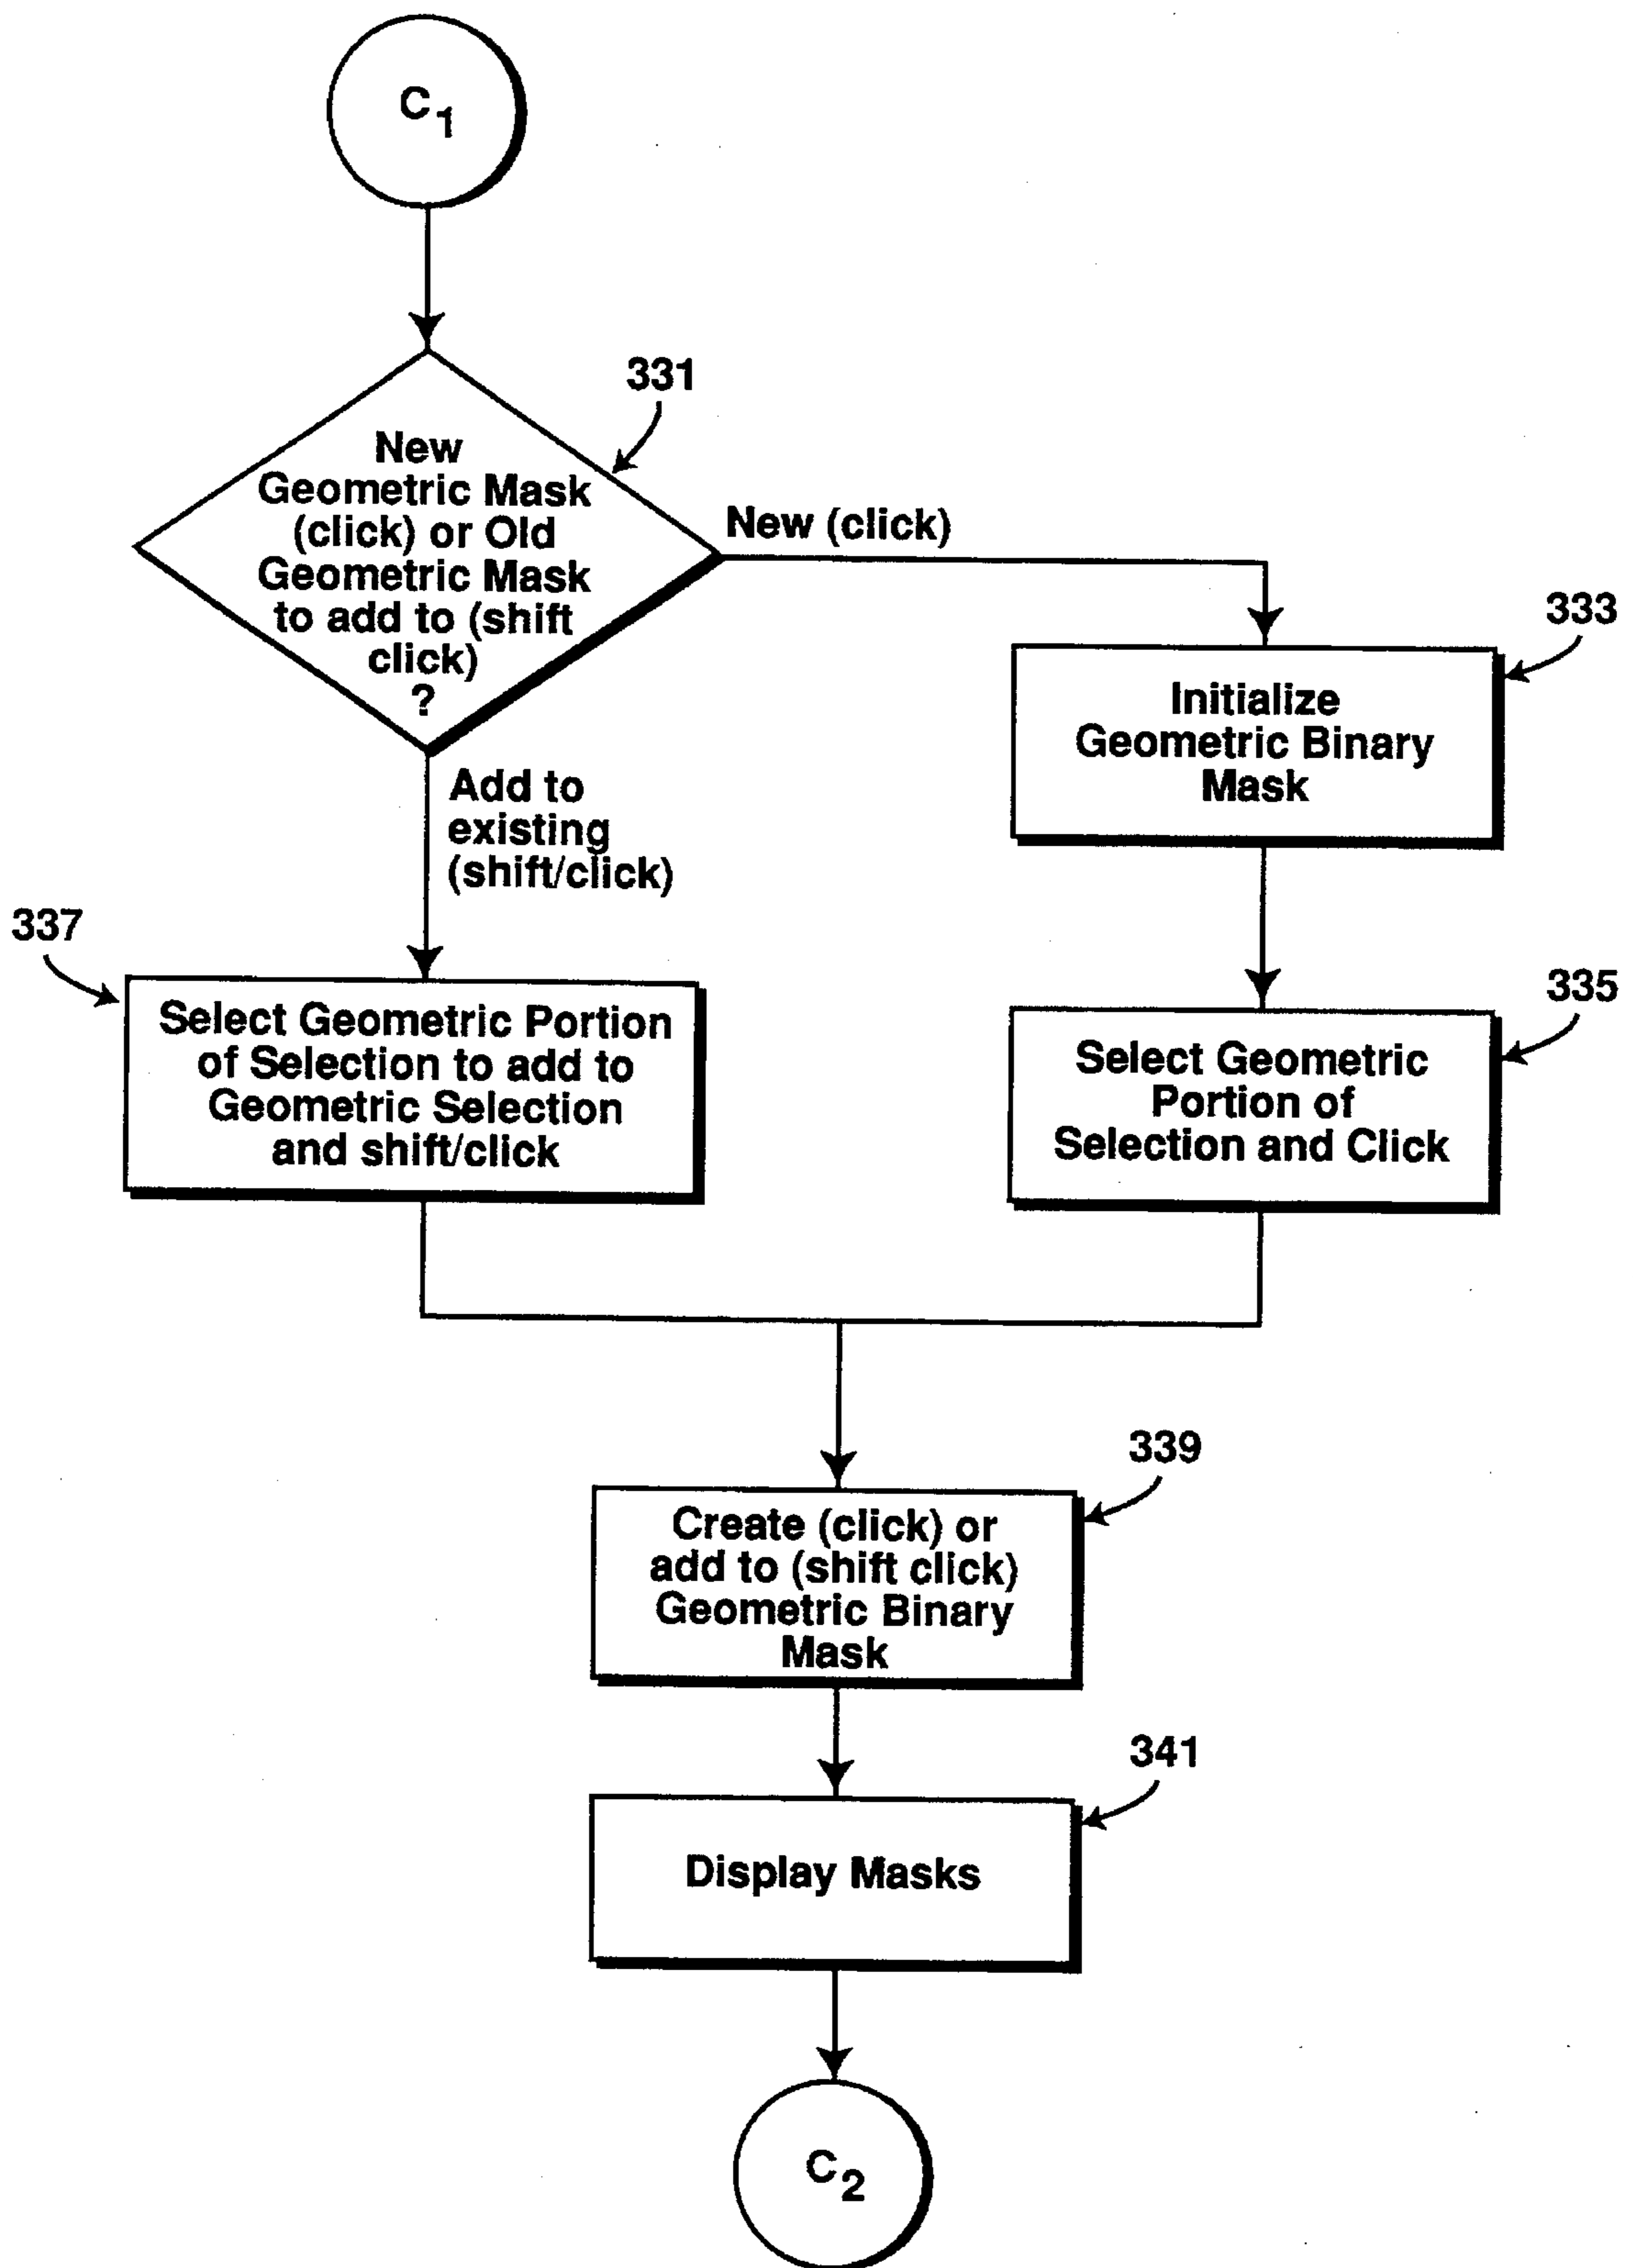 C1
331
New
Geometric Mask
(click) or Old
Geometric Mask
to add to (shift
click)
?
New (click)
333
Initialize
Geometric Binary
Mask
Add to
existing
(shift/click)
337
Select Geometric Portion
of Selection to add to
Geometric Selection
and shift/click
335
Select Geometric
Portion of
Selection and Click
339
Create (click) or
add to (shift click)
Geometric Binary
Mask
341
Display Masks
C2